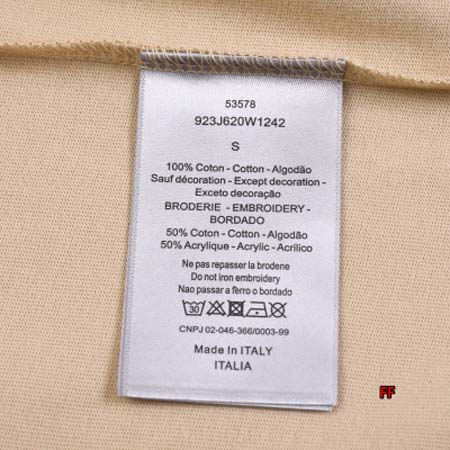 53578
923J620W1242
S
100% Coton - Cotton - Algodão
Sauf décoration - Except decoration -
Exceto decoração
BRODERIE - EMBROIDERY -
BORDADO
50% Coton - Cotton - Algodão
50% Acrylique - Acrylic - Acrilico
Ne pas repasser la brodene
Do not iron embroidery
Nao passar a fèrro o bordado
30
CNPJ 02-046-366/0003-99
Made In ITALY
ITALIA
FF